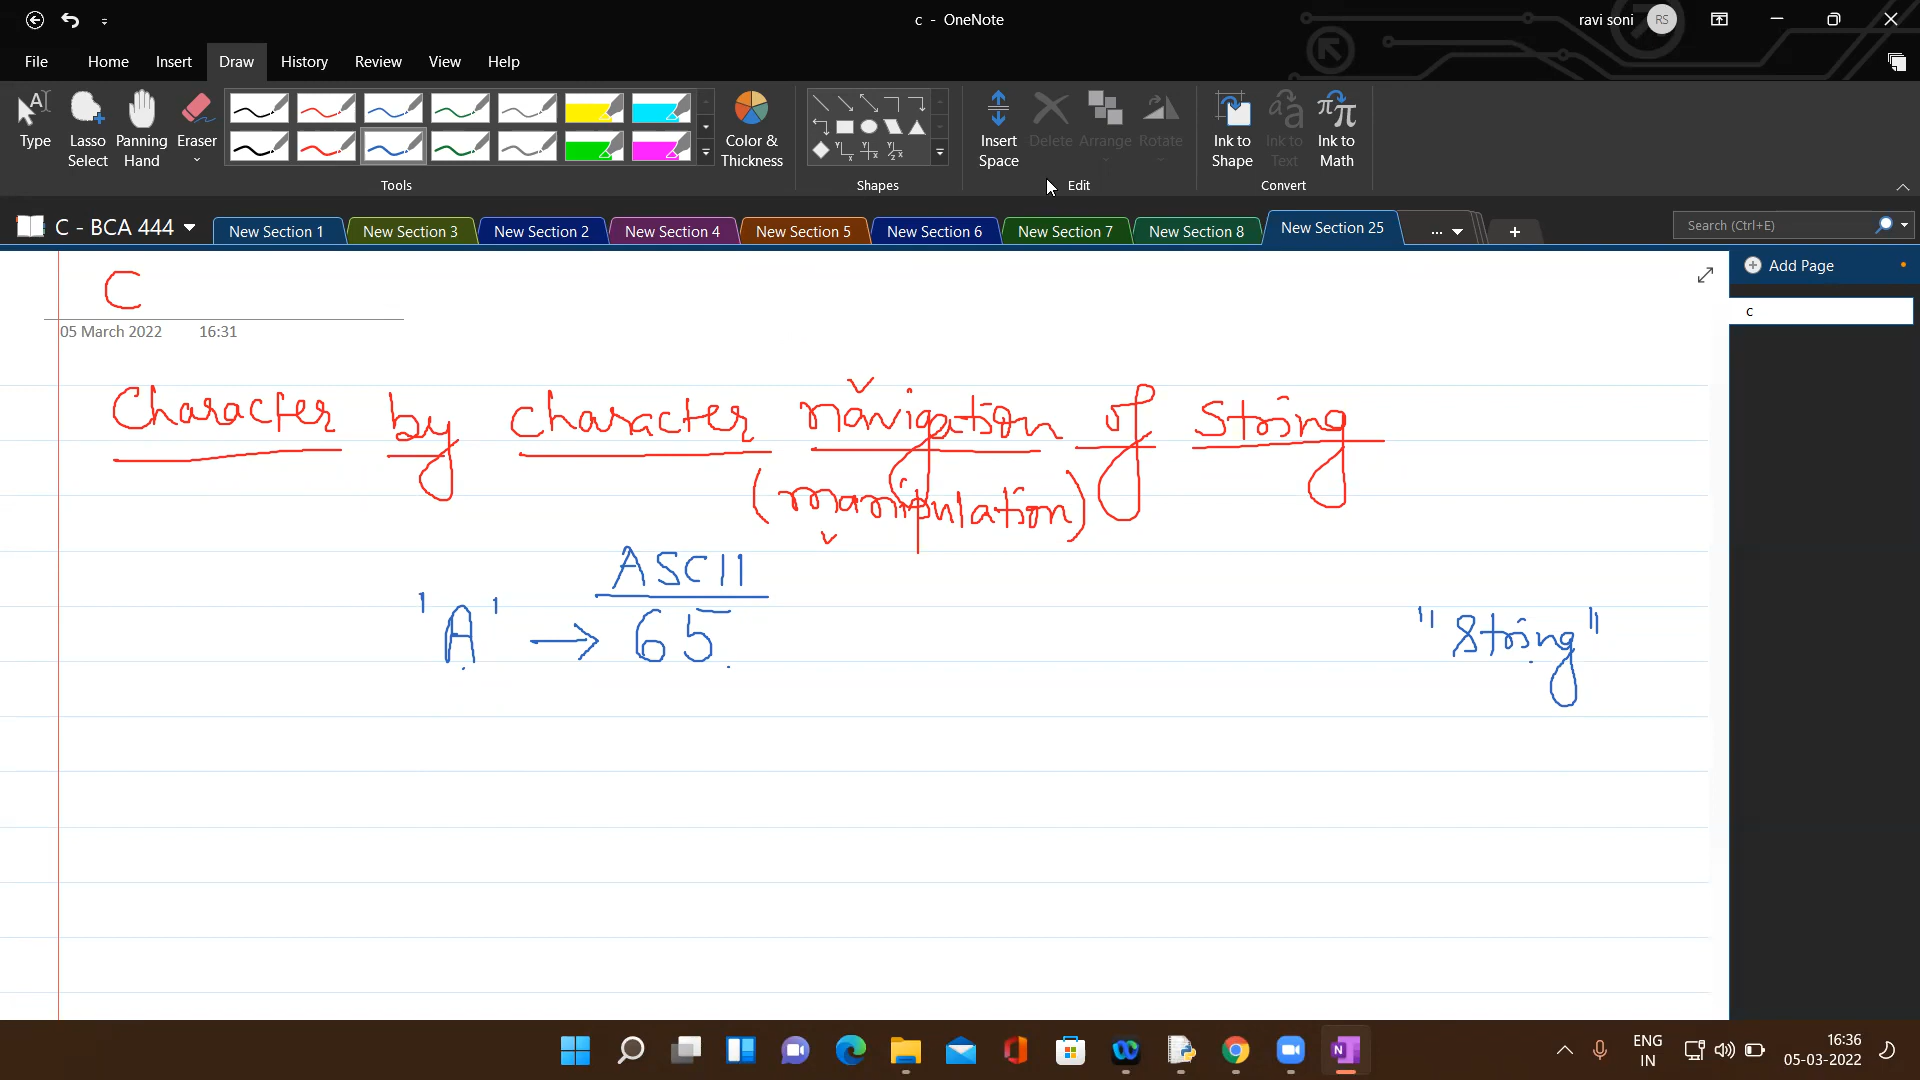 c - OneNote
ravi soni RS
File Home Insert Draw History Review View Help
Type Lasso Select Panning Hand Eraser Color & Thickness Insert Space Delete Arrange Rotate Ink to Shape Ink to Text Ink to Math
Tools Shapes Edit Convert
C - BCA 444 New Section 1 New Section 3 New Section 2 New Section 4 New Section 5 New Section 6 New Section 7 New Section 8 New Section 25 ... + Search (Ctrl+E)
Add Page
c
C
05 March 2022 16:31
Character by character navigation of string
(manipulation)
ASCII
'A' → 65
"String"
ENG
IN
16:36
05-03-2022